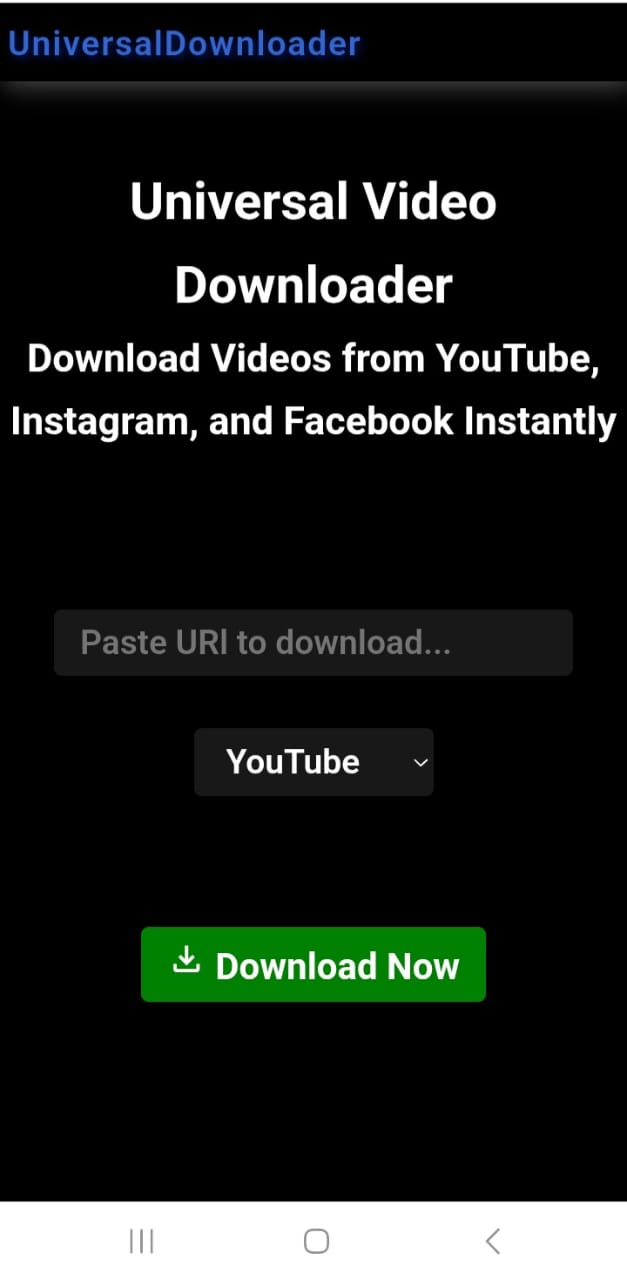 UniversalDownloader
Universal Video
Downloader
Download Videos from YouTube,
Instagram, and Facebook Instantly
Paste URl to download...
YouTube
Download Now